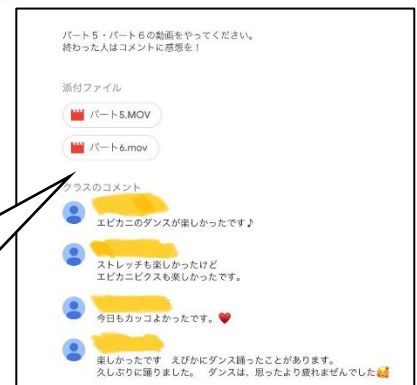 パート5・パート6の動画をやってください。
終わった人はコメントに感想を!
添付ファイル
パート5.MOV
パート6.mov
クラスのコメント
エビカニのダンスが楽しかったです♪
ストレッチも楽しかったけど
エビカニビクスも楽しかったです。
今日もカッコよかったです。❤️
楽しかったです えびかにダンス踊ったことがあります。
久しぶりに踊りました。 ダンスは、思ったより疲れませんでした🥰